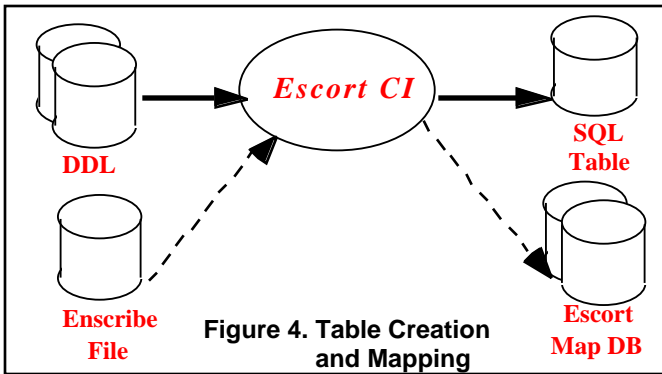 Escort CI
DDL
SQL
Table
Enscribe
File
Escort
Map DB
Figure 4. Table Creation
and Mapping